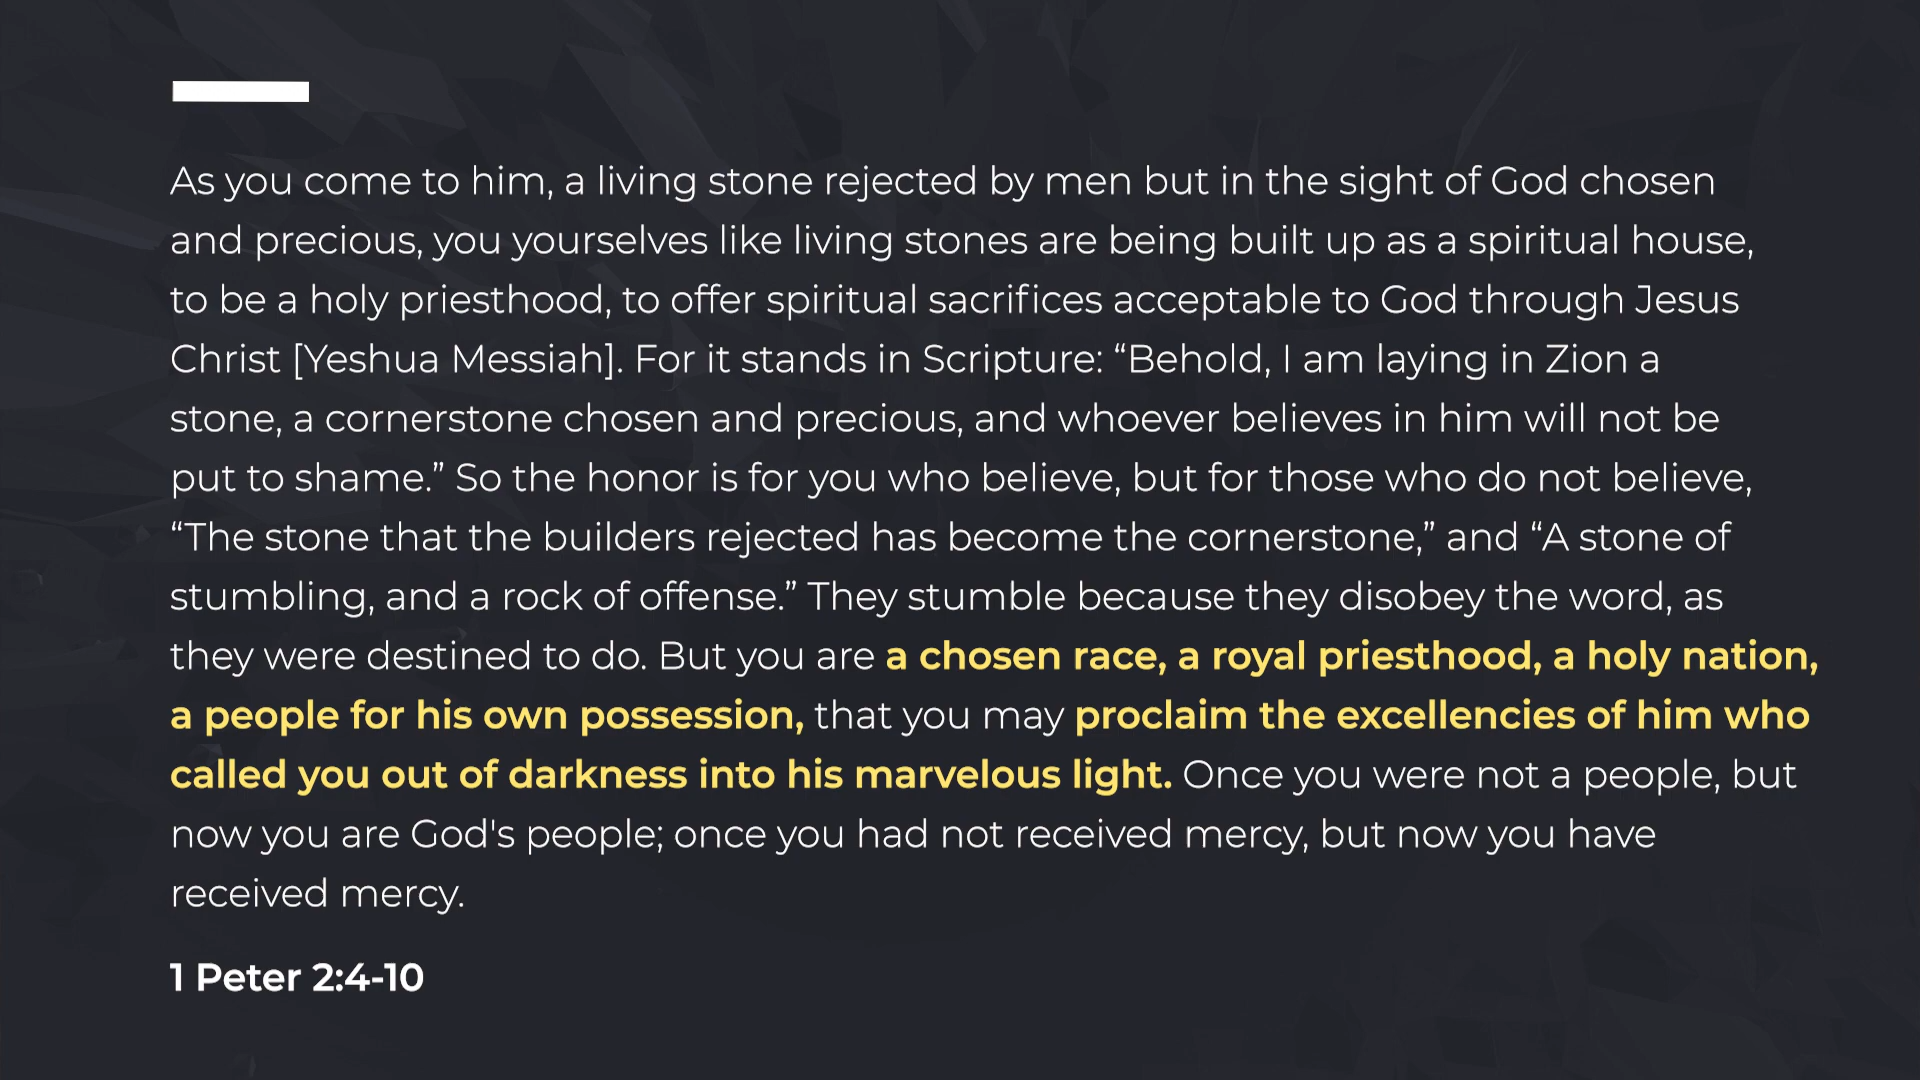 As you come to him, a living stone rejected by men but in the sight of God chosen
and precious, you yourselves like living stones are being built up as a spiritual house,
to be a holy priesthood, to offer spiritual sacrifices acceptable to God through Jesus
Christ [Yeshua Messiah]. For it stands in Scripture: “Behold, I am laying in Zion a
stone, a cornerstone chosen and precious, and whoever believes in him will not be
put to shame.” So the honor is for you who believe, but for those who do not believe,
“The stone that the builders rejected has become the cornerstone,” and “A stone of
stumbling, and a rock of offense.” They stumble because they disobey the word, as
they were destined to do. But you are a chosen race, a royal priesthood, a holy nation,
a people for his own possession, that you may proclaim the excellencies of him who
called you out of darkness into his marvelous light. Once you were not a people, but
now you are God's people; once you had not received mercy, but now you have
received mercy.
1 Peter 2:4-10